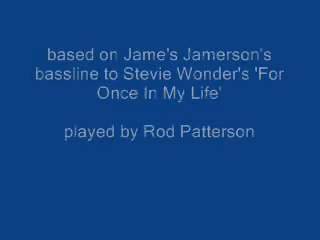 based on Jame's Jamerson's
bassline to Stevie Wonder's 'For
Once In My Life'
played by Rod Patterson